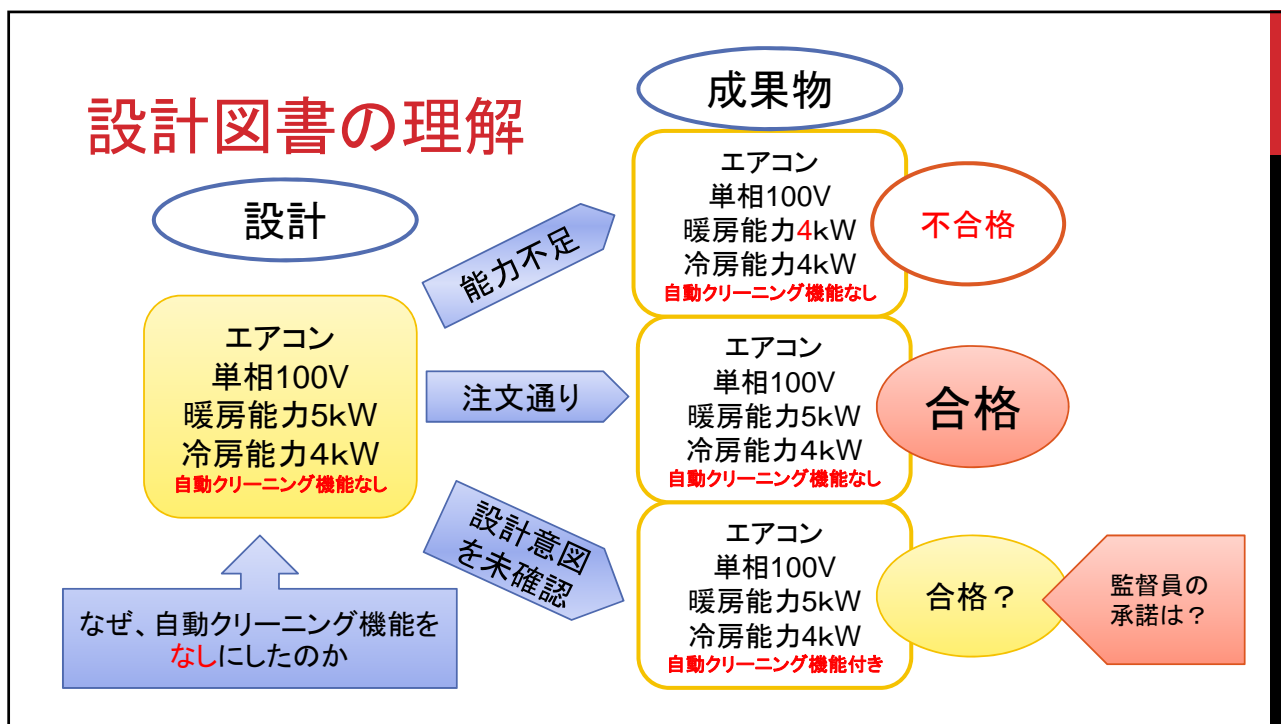 設計図書の理解
設計
エアコン
単相100V
暖房能力5kW
冷房能力4kW
自動クリーニング機能なし
なぜ、自動クリーニング機能を
なしにしたのか
能力不足
注文通り
設計意図
を未確認
成果物
エアコン
単相100V
暖房能力4kW
冷房能力4kW
自動クリーニング機能なし
不合格
エアコン
単相100V
暖房能力5kW
冷房能力4kW
自動クリーニング機能なし
合格
エアコン
単相100V
暖房能力5kW
冷房能力4kW
自動クリーニング機能付き
合格？
監督員の
承諾は？